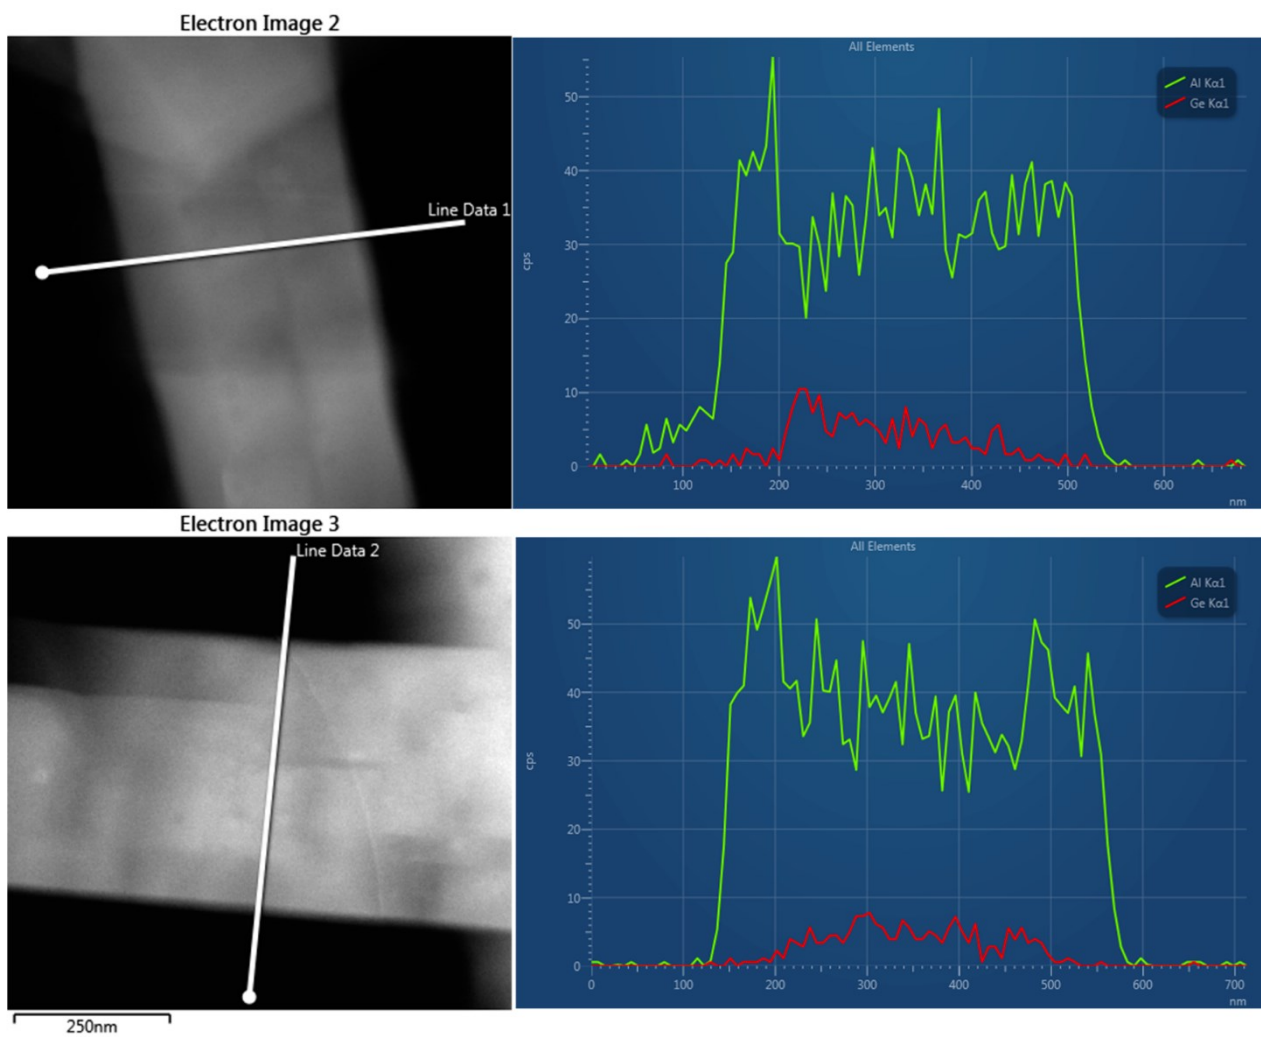 Electron Image 2
Line Data 1
All Elements
Al Kα1
Ge Kα1
cps
50
40
30
20
10
0
100 200 300 400 500 600
nm
Electron Image 3
Line Data 2
250nm
All Elements
Al Kα1
Ge Kα1
cps
50
40
30
20
10
0
0 100 200 300 400 500 600 700
nm